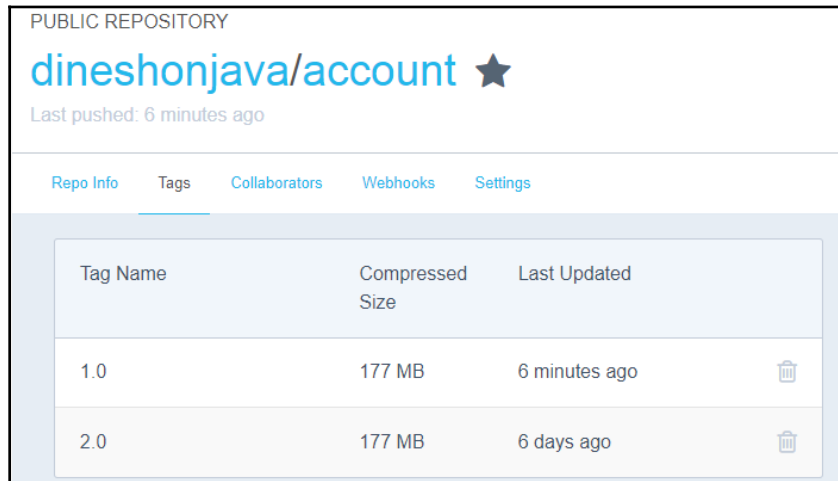 PUBLIC REPOSITORY
dineshonjava/account
Last pushed: 6 minutes ago
Repo Info Tags Collaborators Webhooks Settings
Tag Name Compressed Size Last Updated
1.0 177 MB 6 minutes ago
2.0 177 MB 6 days ago